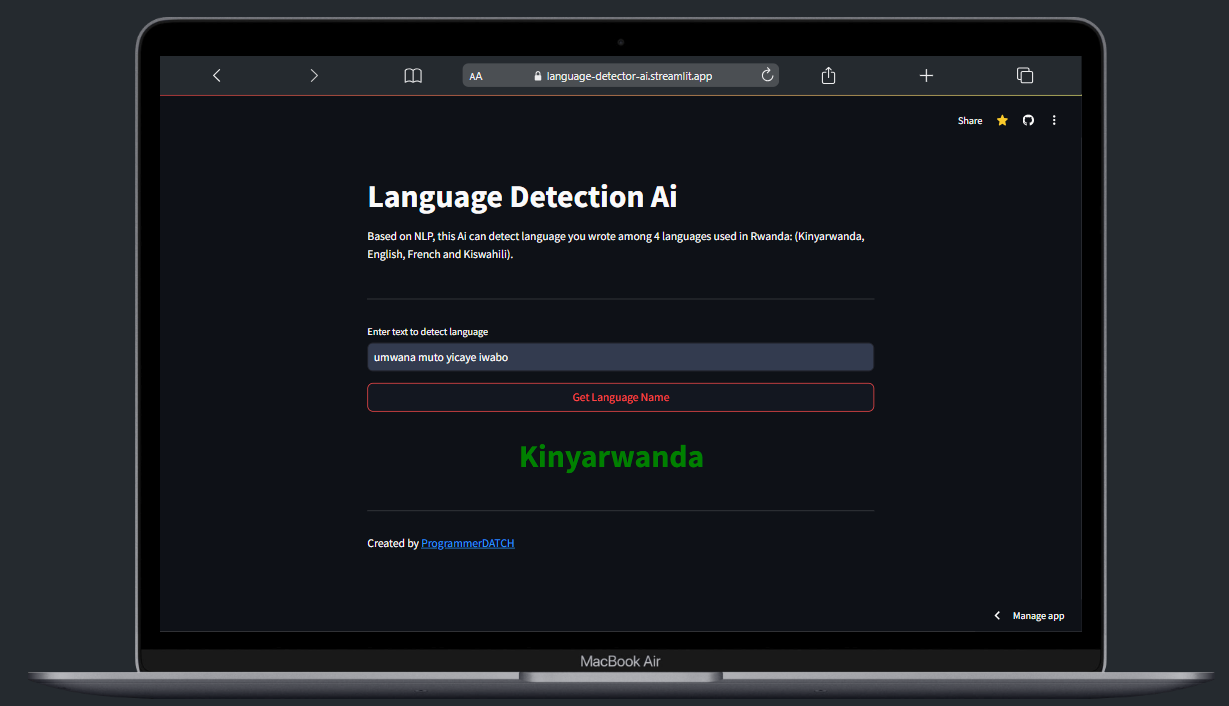 AA language-detector-ai.streamlit.app
Share
Language Detection Ai
Based on NLP, this Ai can detect language you wrote among 4 languages used in Rwanda: (Kinyarwanda,
English, French and Kiswahili).
Enter text to detect language
umwana muto yicaye iwabo
Get Language Name
Kinyarwanda
Created by ProgrammerDATCH
Manage app
MacBook Air